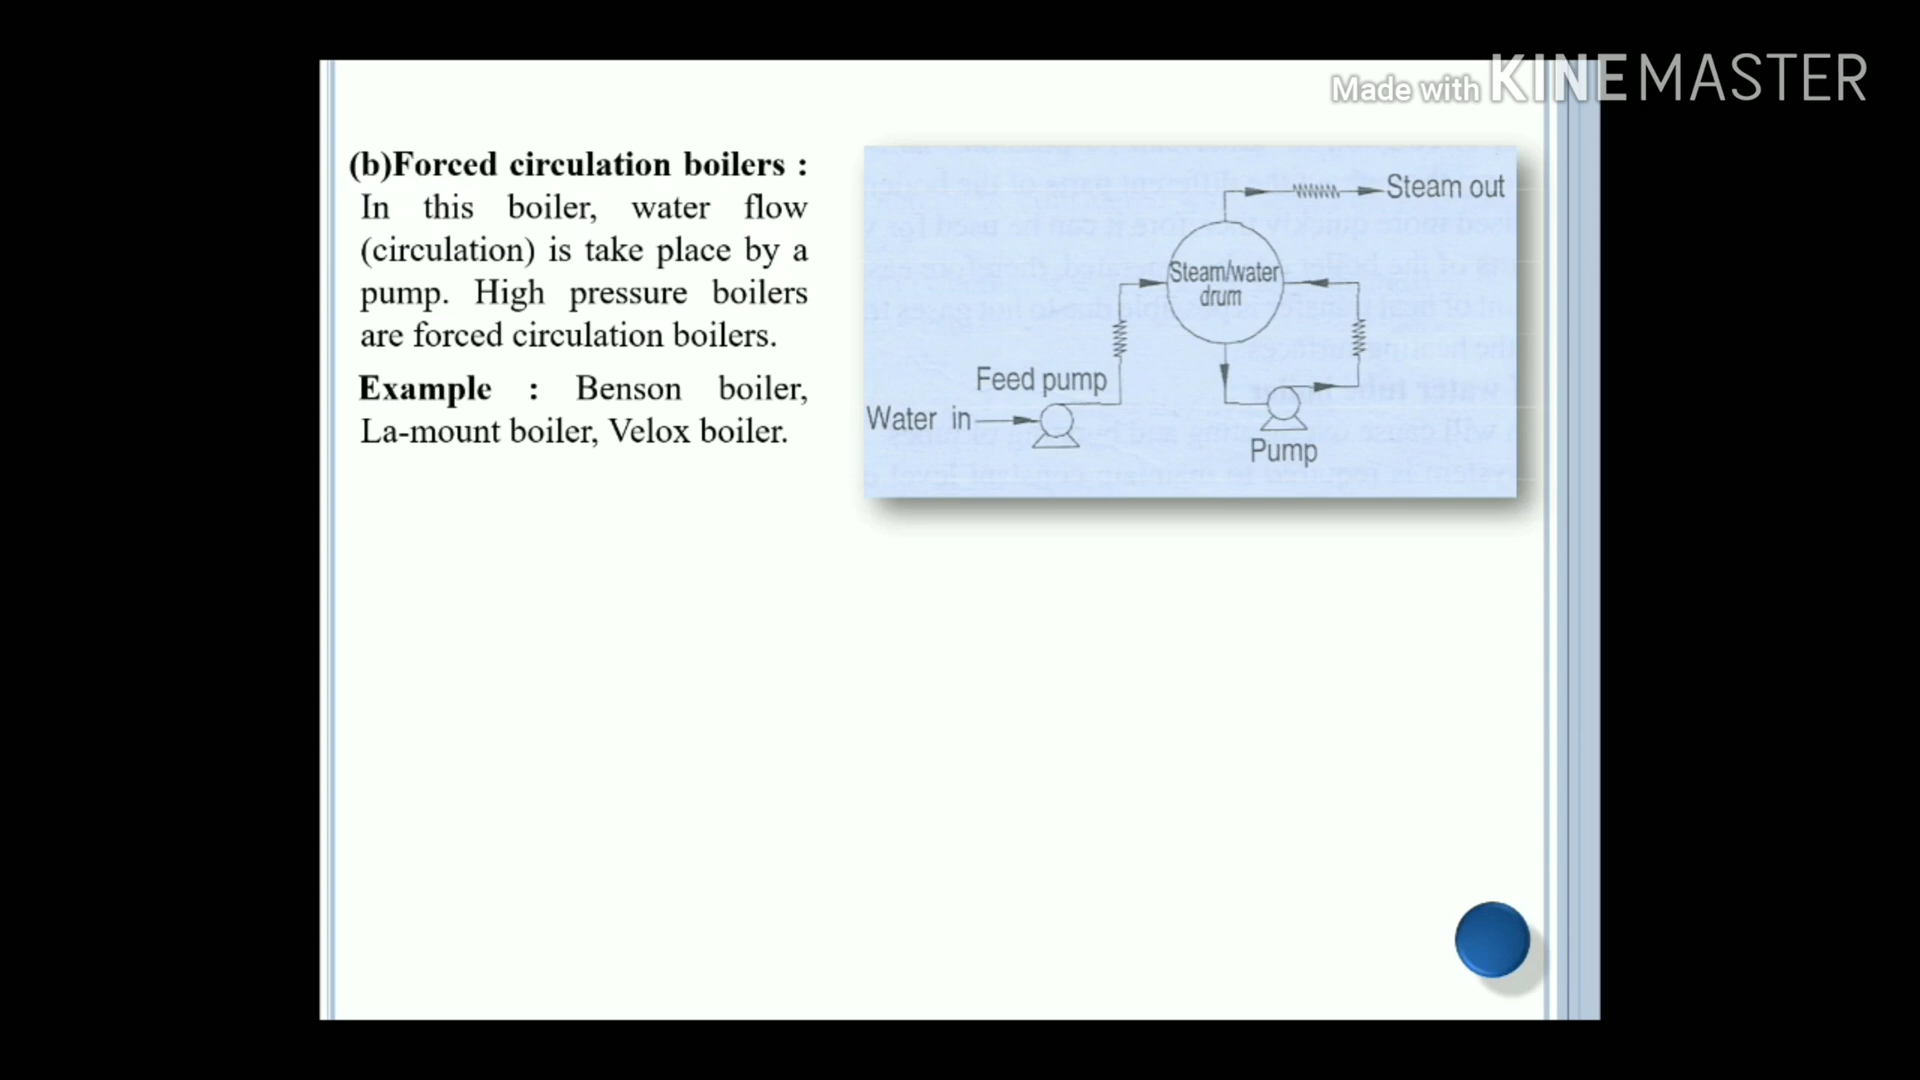 Made with KINEMASTER
(b)Forced circulation boilers :
In this boiler, water flow
(circulation) is take place by a
pump. High pressure boilers
are forced circulation boilers.
Example : Benson boiler,
La-mount boiler, Velox boiler.
Steam out
Steam/water
drum
Feed pump
Water in
Pump